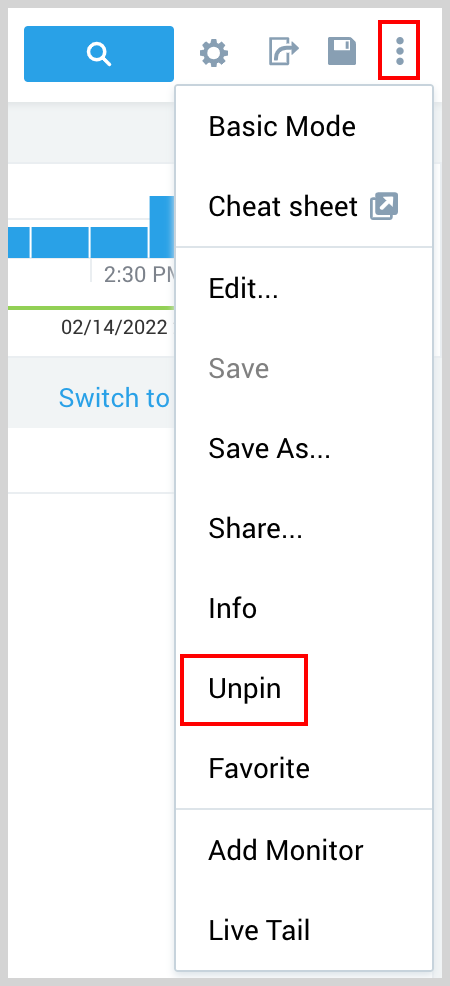 Basic Mode
Cheat sheet
2:30 PM
Edit...
02/14/2022
Save
Switch to
Save As...
Share...
Info
Unpin
Favorite
Add Monitor
Live Tail